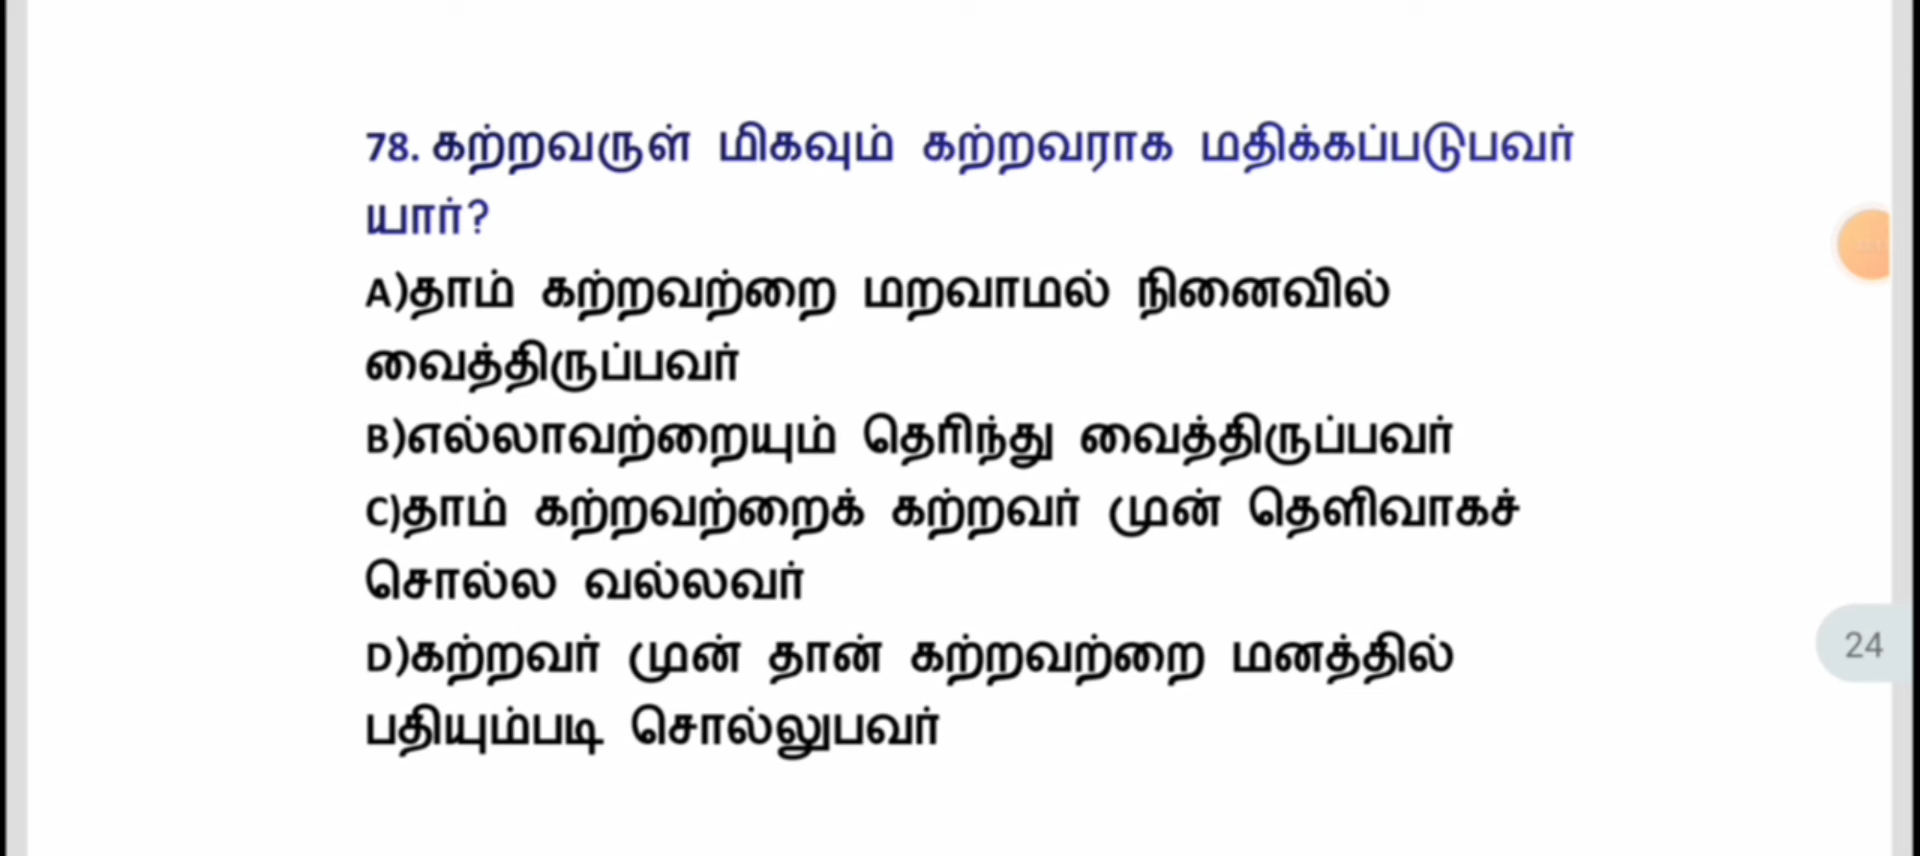 78. கற்றவருள் மிகவும் கற்றவராக மதிக்கப்படுபவர்
யார்?
A)தாம் கற்றவற்றை மறவாமல் நினைவில்
வைத்திருப்பவர்
B)எல்லாவற்றையும் தெரிந்து வைத்திருப்பவர்
C)தாம் கற்றவற்றைக் கற்றவர் முன் தெளிவாகச்
சொல்ல வல்லவர்
D)கற்றவர் முன் தான் கற்றவற்றை மனத்தில்
பதியும்படி சொல்லுபவர்
24